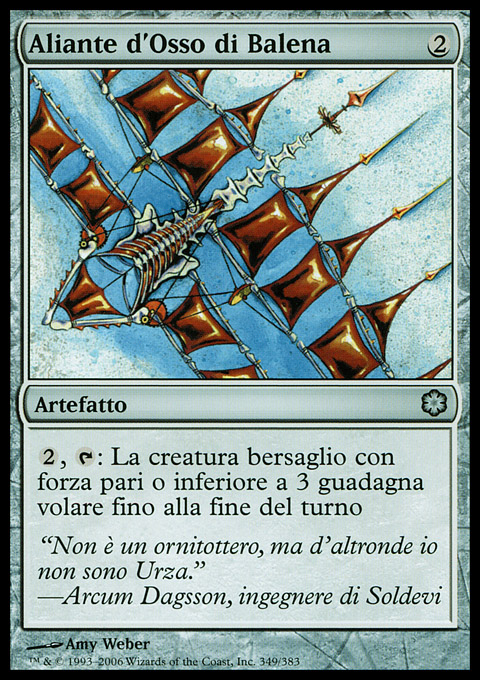 Aliante d'Osso di Balena 2
Artefatto
2, : La creatura bersaglio con
forza pari o inferiore a 3 guadagna
volare fino alla fine del turno
“Non è un ornitottero, ma d'altronde io
non sono Urza.”
—Arcum Dagsson, ingegnere di Soldevi
Amy Weber
™ & © 1993–2006 Wizards of the Coast, Inc. 349/383